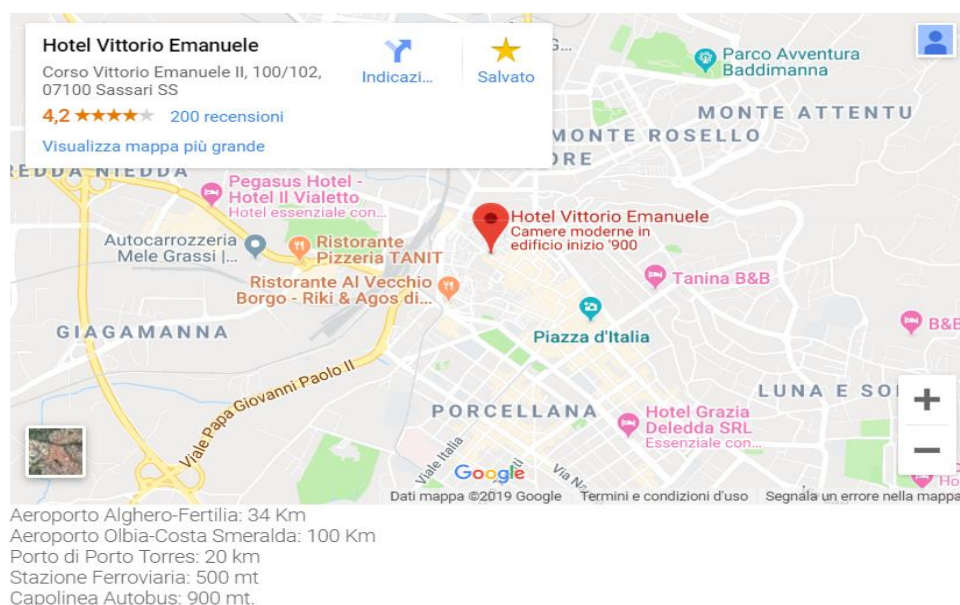 Hotel Vittorio Emanuele
Corso Vittorio Emanuele II, 100/102,
07100 Sassari SS
4,2
200 recensioni
Visualizza mappa più grande
Indicazi...
Salvato
Parco Avventura
Baddimanna
MONTE ATTENTU
MONTE ROSELLO
ORE
EDDA NIEDDA
Pegasus Hotel -
Hotel Il Vialetto
Hotel essenziale con...
Hotel Vittorio Emanuele
Camere moderne in
edificio inizio '900
Autocarrozzeria
Mele Grassi |...
Ristorante
Pizzeria TANIT
Ristorante Al Vecchio
Borgo - Riki & Agos di...
Tanina B&B
GIAGAMANNA
Piazza d'Italia
B&B
Viale Papa Giovanni Paolo II
LUNA E SO
PORCELLANA
Hotel Grazia
Deledda SRL
Essenziale con...
Viale Italia
Via Na
Ho
Google
Dati mappa ©2019 Google
Termini e condizioni d'uso
Segnala un errore nella mappa
Aeroporto Alghero-Fertilia: 34 Km
Aeroporto Olbia-Costa Smeralda: 100 Km
Porto di Porto Torres: 20 km
Stazione Ferroviaria: 500 mt
Capolinea Autobus: 900 mt.